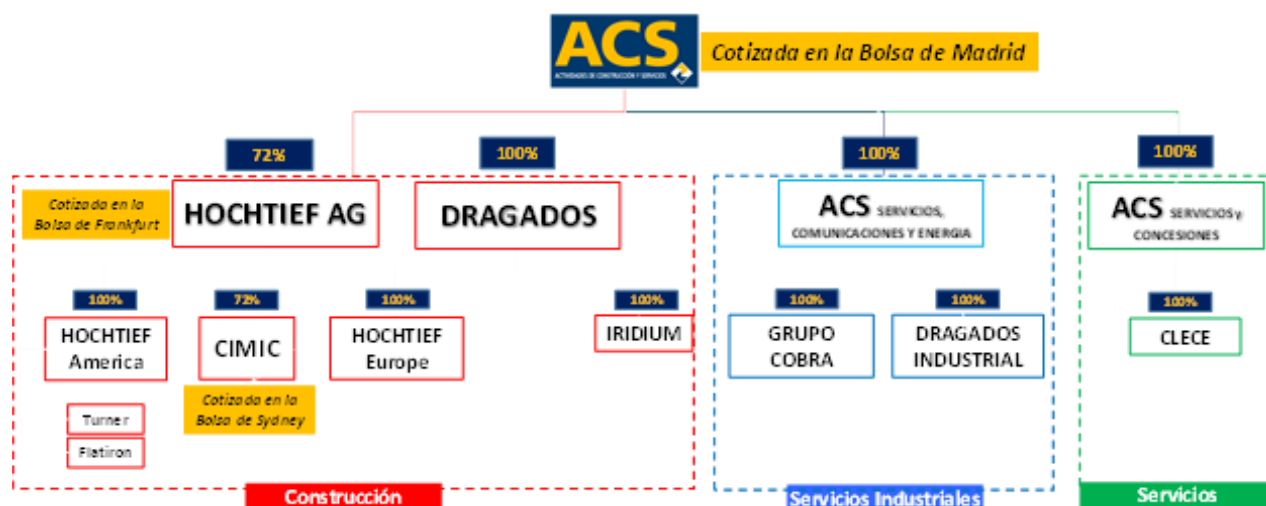 ACS
ACTIVIDADES DE CONSTRUCCIÓN Y SERVICIOS
Cotizada en la Bolsa de Madrid
72%
100%
100%
100%
Cotizada en la
Bolsa de Frankfurt
HOCHTIEF AG
DRAGADOS
ACS SERVICIOS,
COMUNICACIONES Y ENERGIA
ACS SERVICIOS y
CONCESIONES
100%
72%
100%
100%
100%
100%
100%
HOCHTIEF
America
CIMIC
HOCHTIEF
Europe
IRIDIUM
GRUPO
COBRA
DRAGADOS
INDUSTRIAL
CLECE
Cotizada en la
Bolsa de Sydney
Turner
Flatiron
Construcción
Servicios Industriales
Servicios